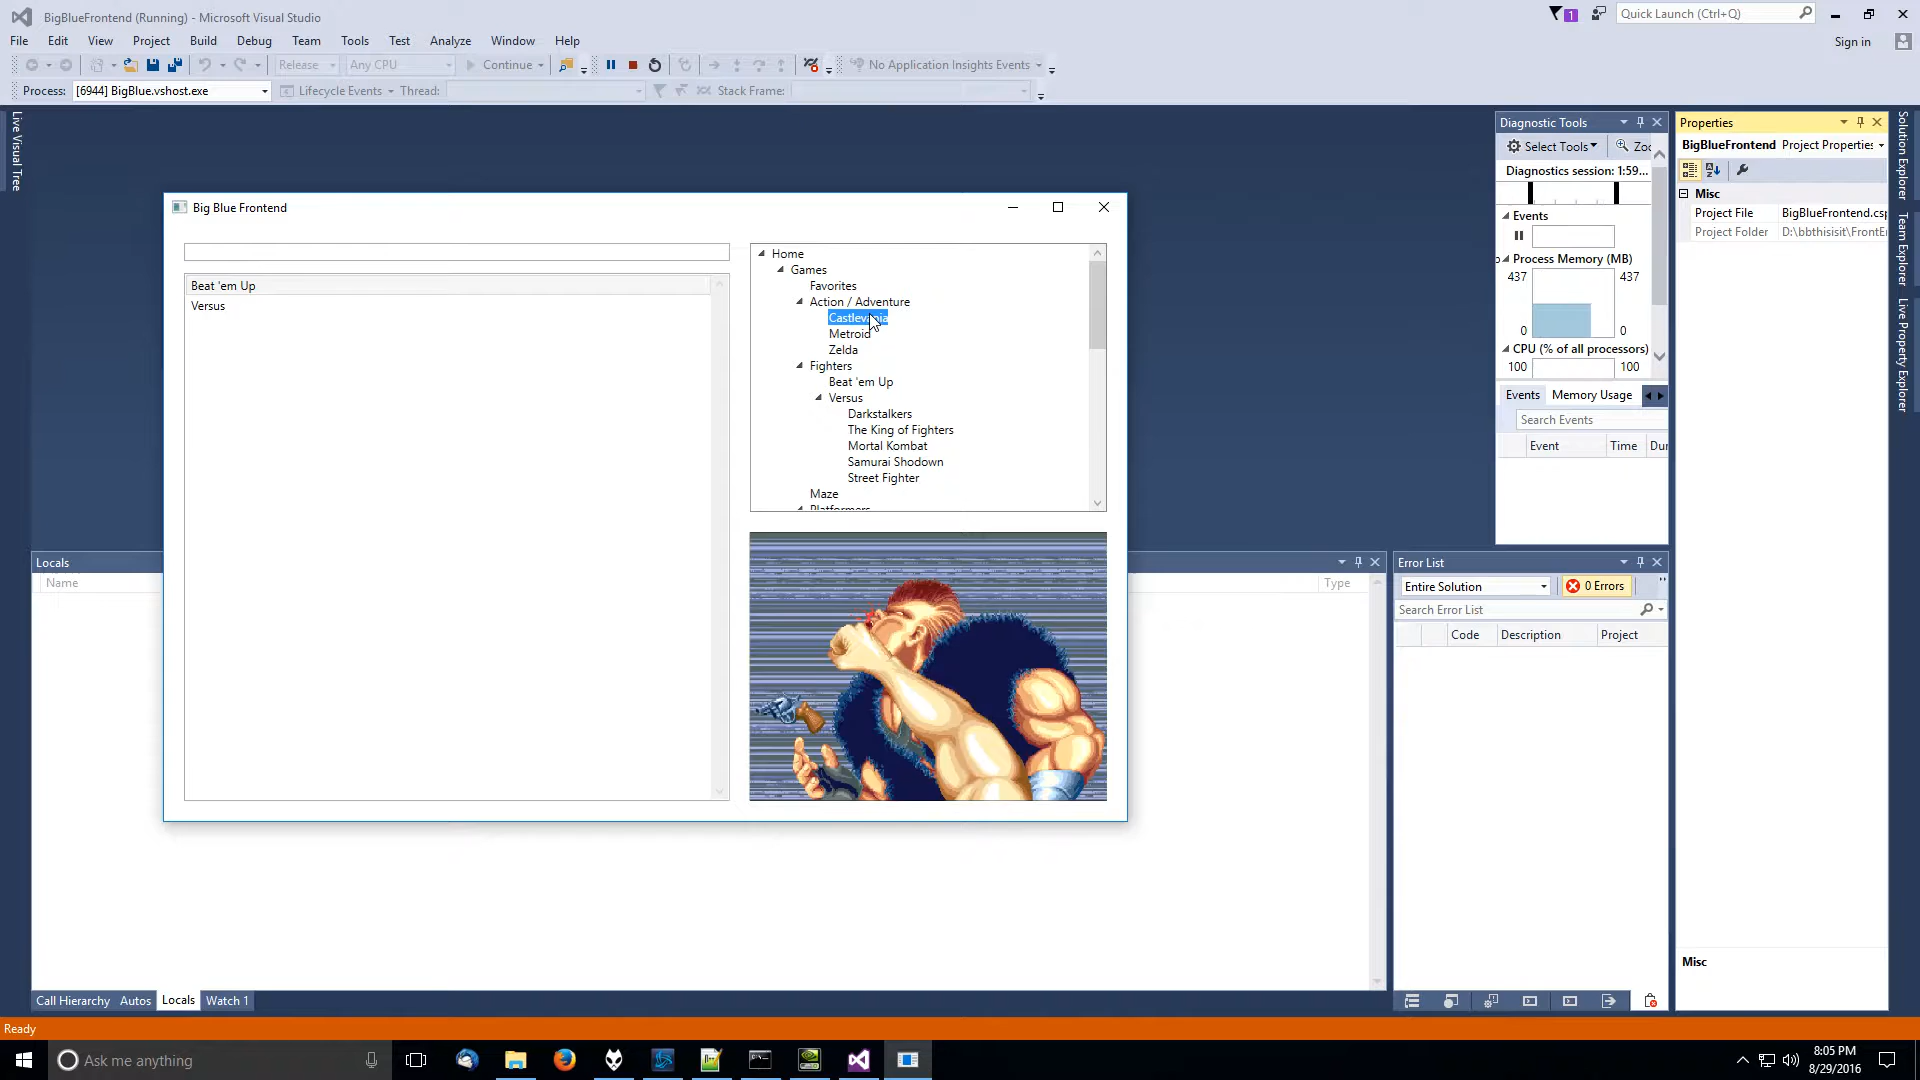 BigBlueFrontend (Running) - Microsoft Visual Studio
1
Quick Launch (Ctrl+Q)
File Edit View Project Build Debug Team Tools Test Analyze Window Help
Sign in
Release Any CPU Continue No Application Insights Events
Process: [6944] BigBlue.vshost.exe Lifecycle Events Thread: Stack Frame:
Live Visual Tree
Big Blue Frontend
Beat 'em Up
Versus
Home
Games
Favorites
Action / Adventure
Castlevania
Metroid
Zelda
Fighters
Beat 'em Up
Versus
Darkstalkers
The King of Fighters
Mortal Kombat
Samurai Shodown
Street Fighter
Maze
Platformers
Diagnostic Tools
Select Tools Zoo
Diagnostics session: 1:59...
Events
Process Memory (MB)
437 437
0 0
CPU (% of all processors)
100 100
Events Memory Usage
Search Events
Event Time Dur
Properties
BigBlueFrontend Project Properties
Misc
Project File BigBlueFrontend.csp
Project Folder D:\bbthisisit\FrontEn
Misc
Solution Explorer
Team Explorer
Live Property Explorer
Locals
Name
Type
Error List
Entire Solution 0 Errors
Search Error List
Code Description Project
Call Hierarchy Autos Locals Watch 1
Ready
Ask me anything
8:05 PM
8/29/2016